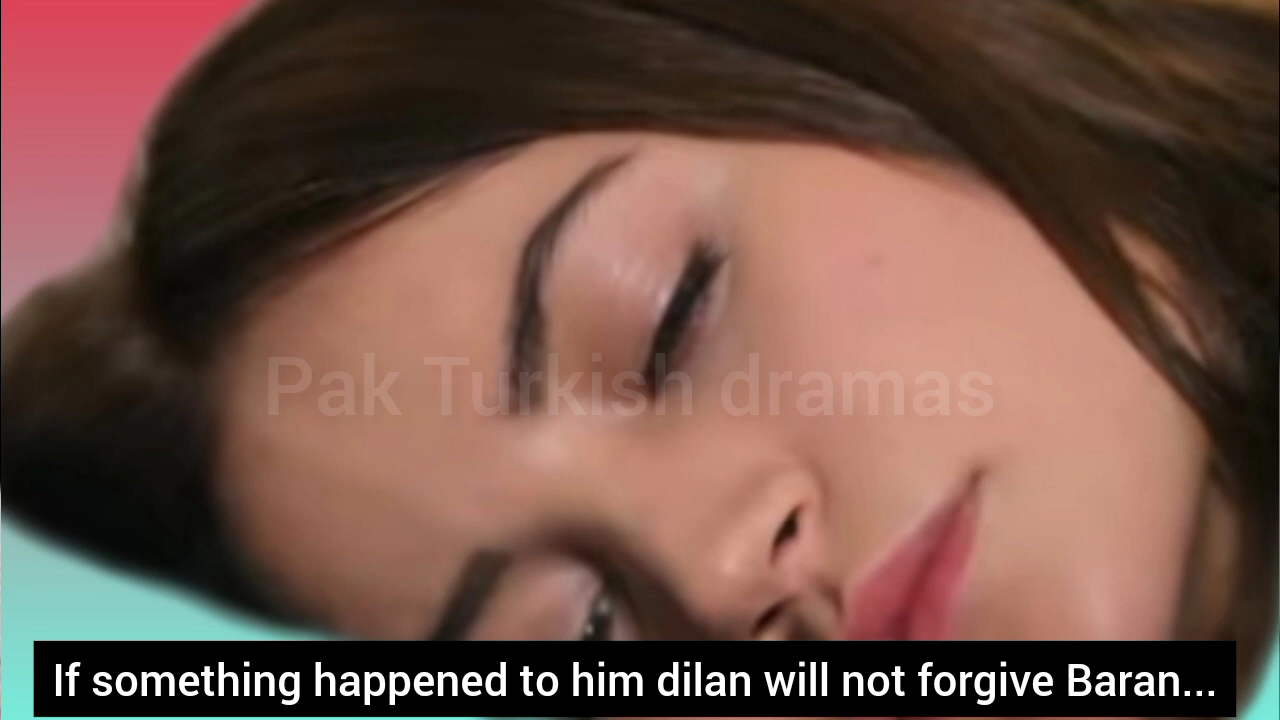 Pak Turkish dramas
If something happened to him dilan will not forgive Baran...